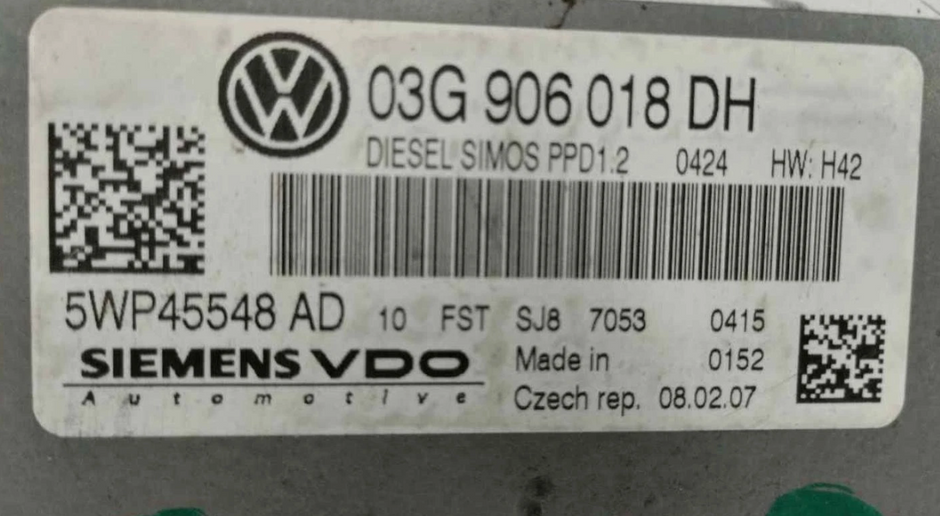 03G 906 018 DH
DIESEL SIMOS PPD1.2 0424 HW: H42
5WP45548 AD 10 FST SJ8 7053 0415
SIEMENS VDO Made in 0152
Automotive Czech rep. 08.02.07